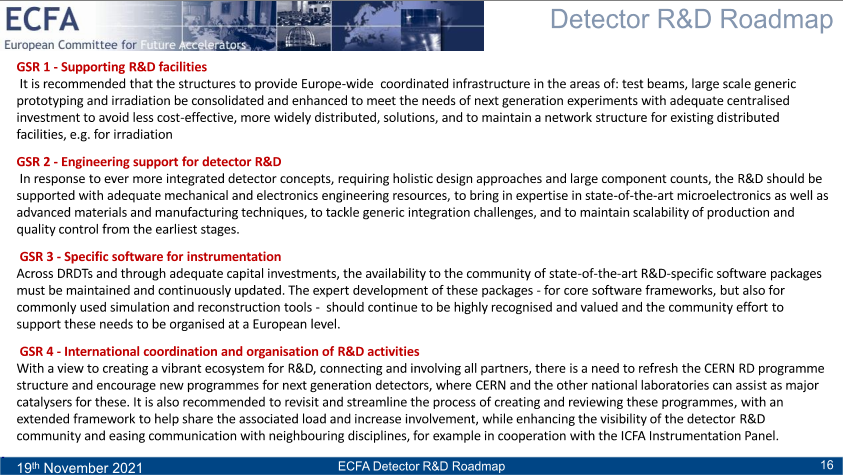 ECFA
European Committee for Future Accelerators
Detector R&D Roadmap
GSR 1 - Supporting R&D facilities
It is recommended that the structures to provide Europe-wide coordinated infrastructure in the areas of: test beams, large scale generic
prototyping and irradiation be consolidated and enhanced to meet the needs of next generation experiments with adequate centralised
investment to avoid less cost-effective, more widely distributed, solutions, and to maintain a network structure for existing distributed
facilities, e.g. for irradiation
GSR 2 - Engineering support for detector R&D
In response to ever more integrated detector concepts, requiring holistic design approaches and large component counts, the R&D should be
supported with adequate mechanical and electronics engineering resources, to bring in expertise in state-of-the-art microelectronics as well as
advanced materials and manufacturing techniques, to tackle generic integration challenges, and to maintain scalability of production and
quality control from the earliest stages.
GSR 3 - Specific software for instrumentation
Across DRDTs and through adequate capital investments, the availability to the community of state-of-the-art R&D-specific software packages
must be maintained and continuously updated. The expert development of these packages - for core software frameworks, but also for
commonly used simulation and reconstruction tools - should continue to be highly recognised and valued and the community effort to
support these needs to be organised at a European level.
GSR 4 - International coordination and organisation of R&D activities
With a view to creating a vibrant ecosystem for R&D, connecting and involving all partners, there is a need to refresh the CERN RD programme
structure and encourage new programmes for next generation detectors, where CERN and the other national laboratories can assist as major
catalysers for these. It is also recommended to revisit and streamline the process of creating and reviewing these programmes, with an
extended framework to help share the associated load and increase involvement, while enhancing the visibility of the detector R&D
community and easing communication with neighbouring disciplines, for example in cooperation with the ICFA Instrumentation Panel.
19th November 2021
ECFA Detector R&D Roadmap
16